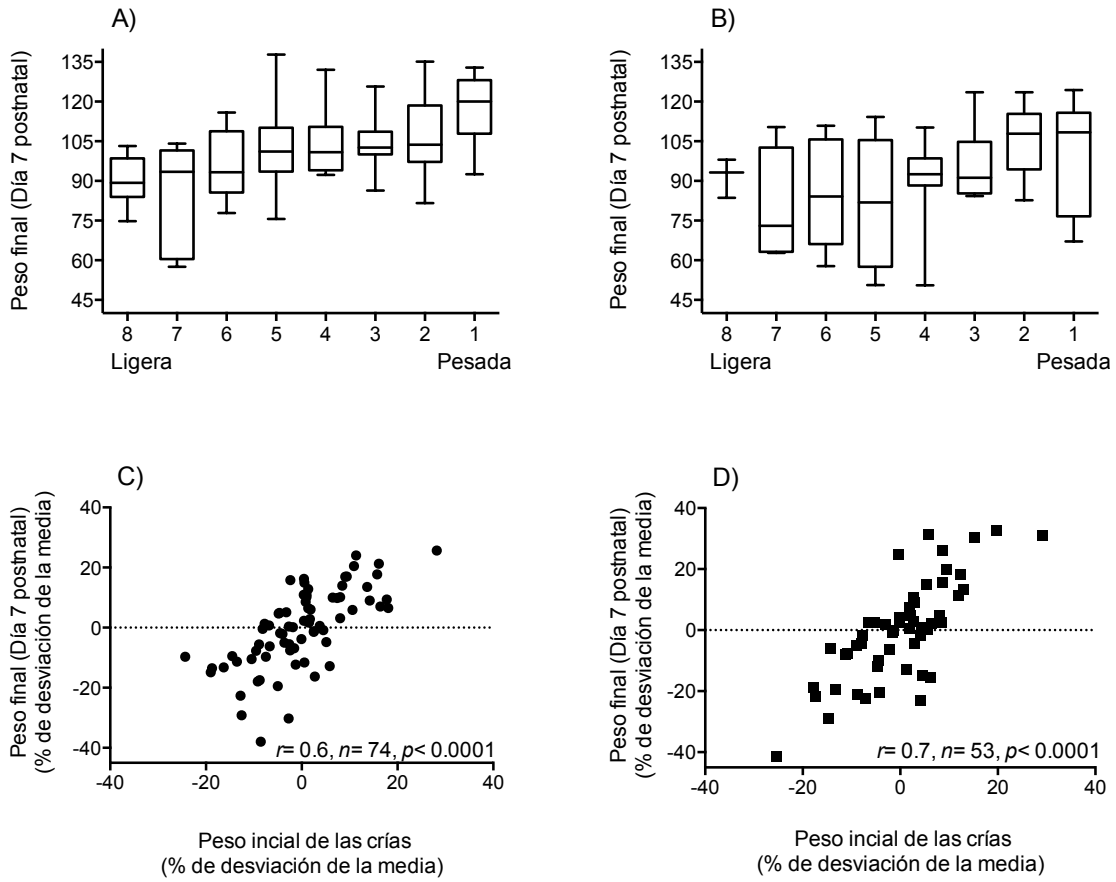 A)
Peso final (Día 7 postnatal)
135
120
105
90
75
60
45
8 7 6 5 4 3 2 1
Ligera Pesada
B)
Peso final (Día 7 postnatal)
135
120
105
90
75
60
45
8 7 6 5 4 3 2 1
Ligera Pesada
C)
Peso final (Día 7 postnatal)
(% de desviación de la media)
40
20
0
-20
-40
r= 0.6, n= 74, p< 0.0001
-40 -20 0 20 40
Peso incial de las crías
(% de desviación de la media)
D)
Peso final (Día 7 postnatal)
(% de desviación de la media)
40
20
0
-20
-40
r= 0.7, n= 53, p< 0.0001
-40 -20 0 20 40
Peso incial de las crías
(% de desviación de la media)